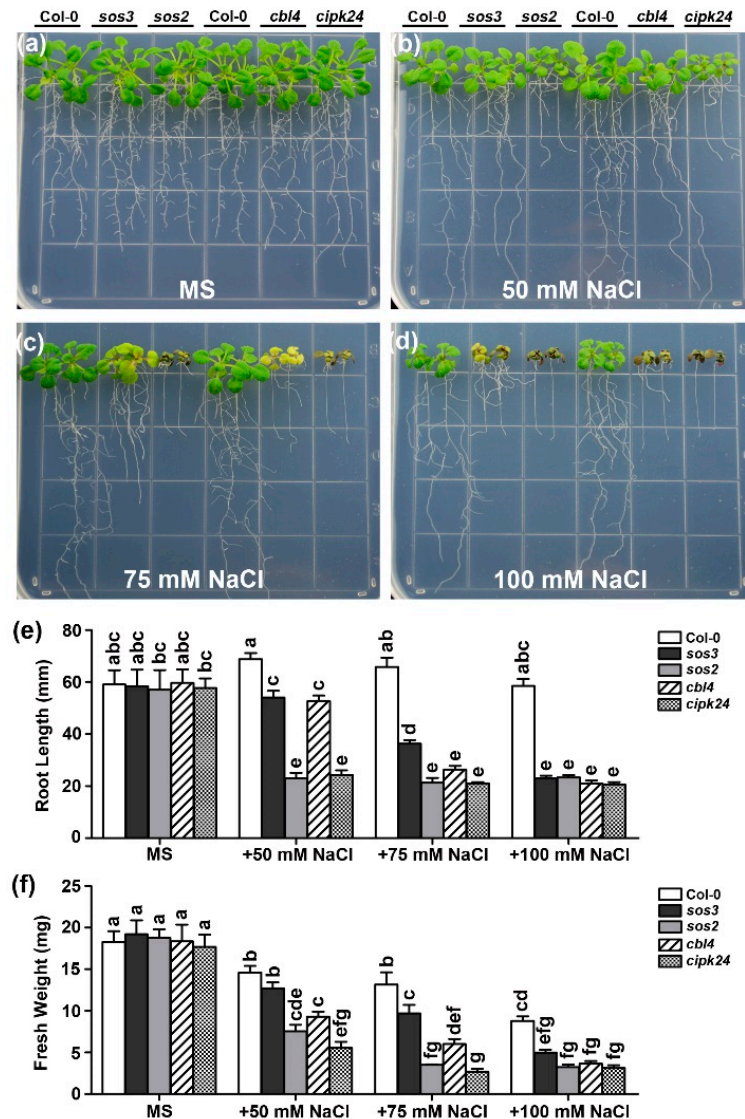 Col-0 sos3 sos2 Col-0 cbl4 cipk24
Col-0 sos3 sos2 Col-0 cbl4 cipk24
(a)
MS
(b)
50 mM NaCl
(c)
75 mM NaCl
(d)
100 mM NaCl
(e)
Root Length (mm)
80
60
40
20
0
abc abc bc abc bc
a c e c e
ab d e e e
abc e e e e
MS +50 mM NaCl +75 mM NaCl +100 mM NaCl
Col-0
sos3
sos2
cbl4
cipk24
(f)
Fresh Weight (mg)
25
20
15
10
5
0
a a a a a
b b cde c efg
b c fg def g
cd efg fg fg fg
MS +50 mM NaCl +75 mM NaCl +100 mM NaCl
Col-0
sos3
sos2
cbl4
cipk24